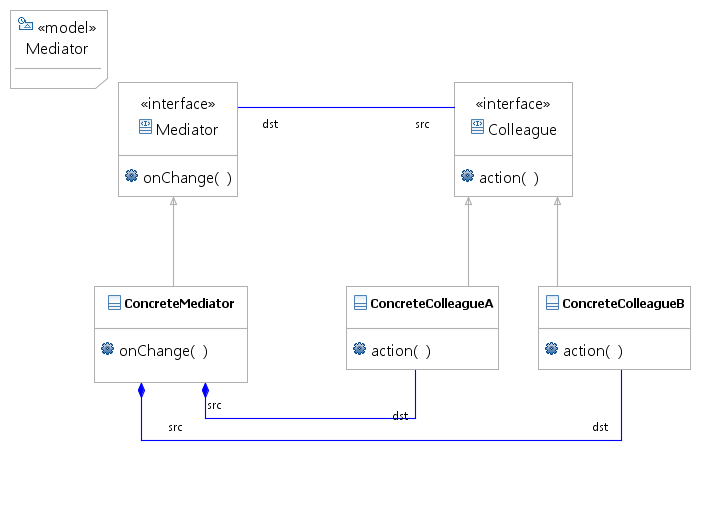 «model»
Mediator
«interface»
Mediator
onChange( )
dst
src
«interface»
Colleague
action( )
ConcreteMediator
onChange( )
ConcreteColleagueA
action( )
ConcreteColleagueB
action( )
src
dst
src
dst